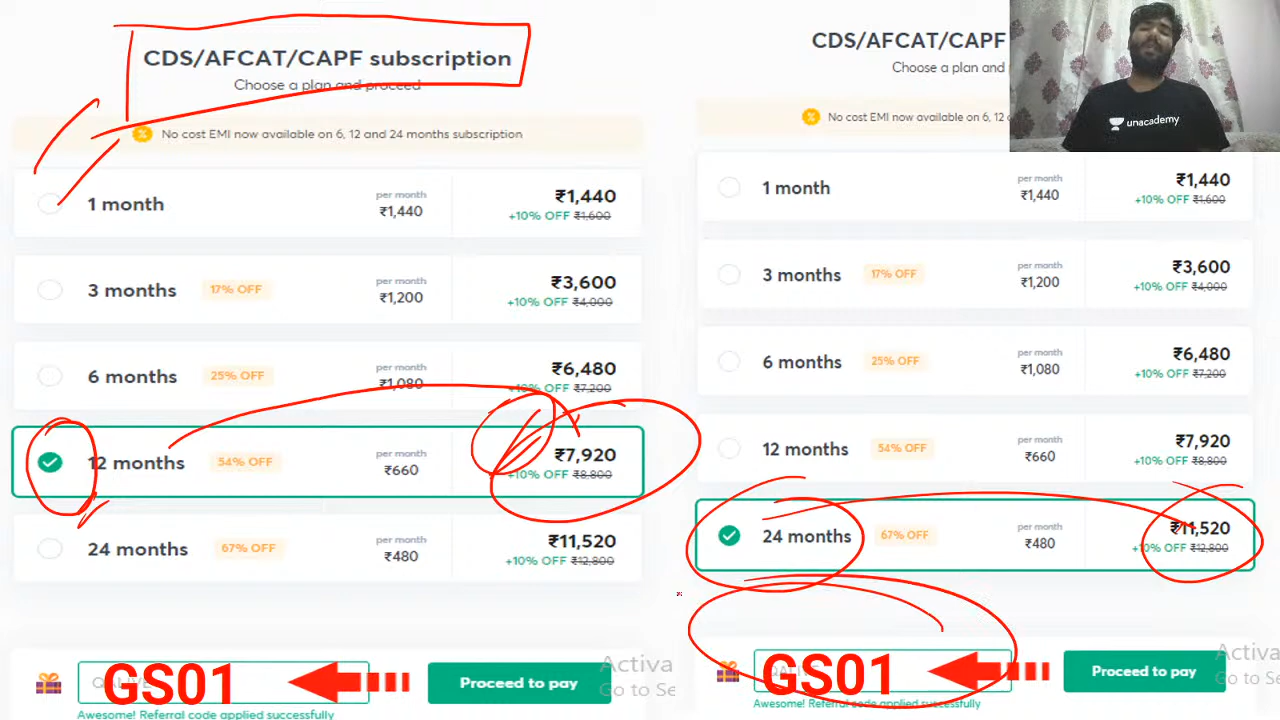 CDS/AFCAT/CAPF subscription
Choose a plan and proceed
No cost EMI now available on 6, 12 and 24 months subscription
1 month
per month
₹1,440
₹1,440
+10% OFF ₹1,600
3 months
17% OFF
per month
₹1,200
₹3,600
+10% OFF ₹4,000
6 months
25% OFF
per month
₹1,080
₹6,480
+10% OFF ₹7,200
12 months
54% OFF
₹660
₹7,920
+10% OFF ₹8,800
24 months
67% OFF
per month
₹480
₹11,520
+10% OFF ₹12,800
GS01
Proceed to pay
Awesome! Referral code applied successfully
Activa
Go to Se
CDS/AFCAT/CAPF
Choose a plan and
No cost EMI now available on 6, 12
unacademy
1 month
per month
₹1,440
₹1,440
+10% OFF ₹1,600
3 months
17% OFF
per month
₹1,200
₹3,600
+10% OFF ₹4,000
6 months
25% OFF
per month
₹1,080
₹6,480
+10% OFF ₹7,200
12 months
54% OFF
per month
₹660
₹7,920
+10% OFF ₹8,800
24 months
67% OFF
per month
₹480
₹11,520
+10% OFF ₹12,800
GS01
Proceed to pay
Awesome! Referral code applied successfully
Activa
Go to Se